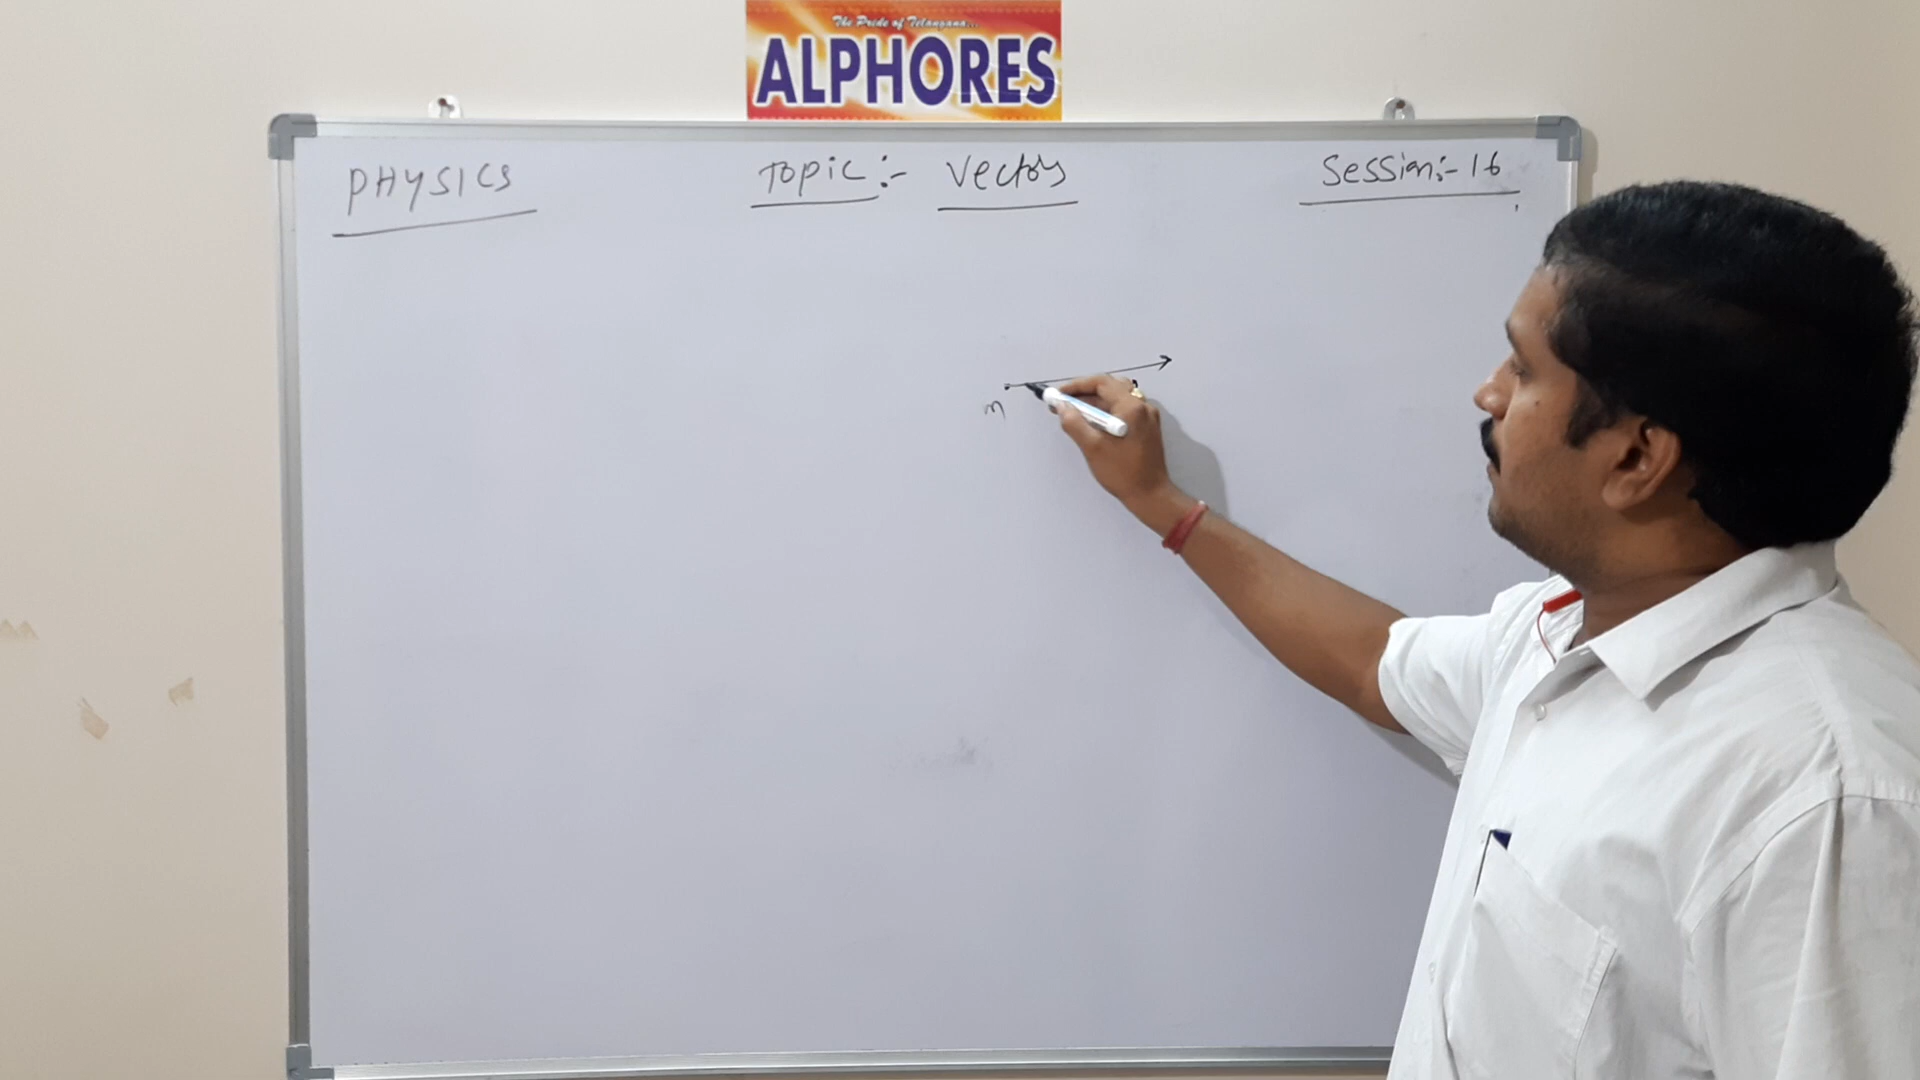 The Pride of Telangana...
ALPHORES
PHYSICS Topic:- Vectors Session:- 16
m